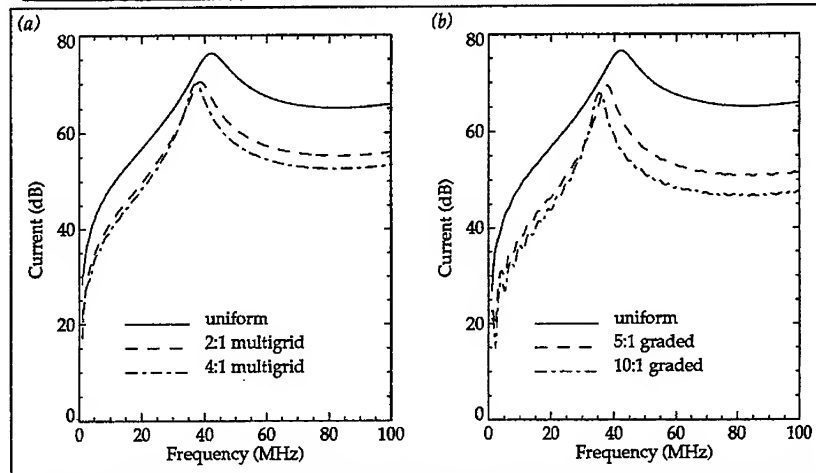 (a)
80
60
40
20
0
Current (dB)
uniform
2:1 multigrid
4:1 multigrid
0 20 40 60 80 100
Frequency (MHz)
(b)
80
60
40
20
0
Current (dB)
uniform
5:1 graded
10:1 graded
0 20 40 60 80 100
Frequency (MHz)